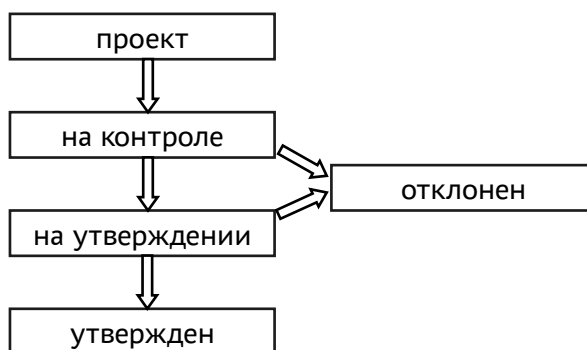 проект
на контроле
отклонен
на утверждении
утвержден